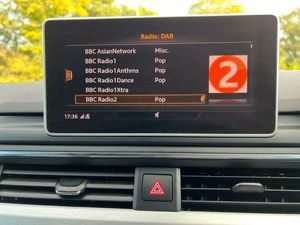 Radio: DAB
BBC AsianNetwork Misc.
BBC Radio1 Pop
BBC Radio1Anthms Pop
BBC Radio1Dance Pop
BBC Radio1Xtra
BBC Radio2 Pop
2
17:36